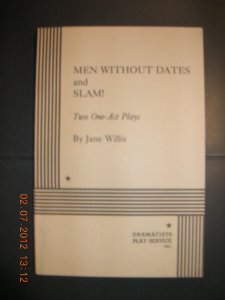 MEN WITHOUT DATES
and
SLAM!
Two One-Act Plays
By Jane Willis
DRAMATISTS
PLAY SERVICE
INC.
02/07/2012 13:12